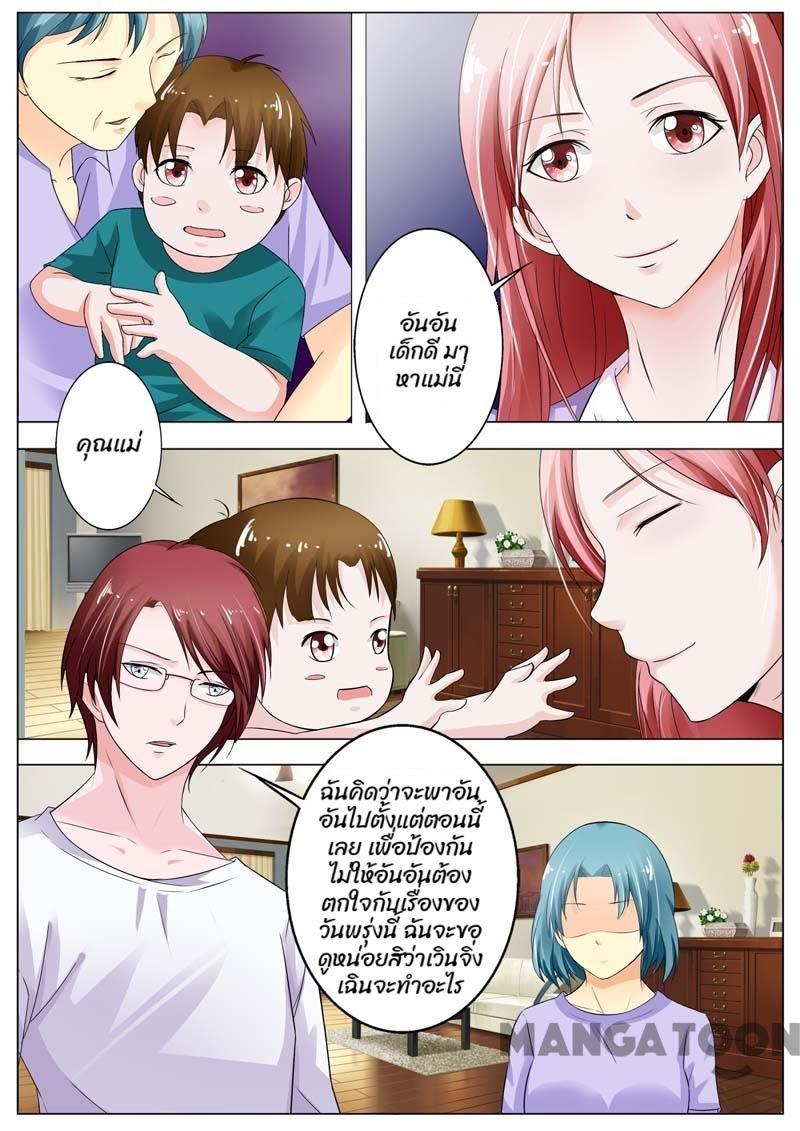 อันอัน
เด็กดี มา
หาแม่นี่
คุณแม่
ฉันคิดว่าจะพาอัน
อันไปตั้งแต่ตอนนี้
เลย เพื่อป้องกัน
ไม่ให้อันอันต้อง
ตกใจกับเรื่องของ
วันพรุ่งนี้ ฉันจะขอ
ดูหน่อยสิว่าเวินจิ่ง
เฉินจะทำอะไร
MANGATOON